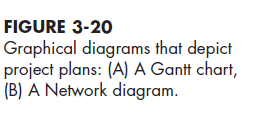 FIGURE 3-20
Graphical diagrams that depict
project plans: (A) A Gantt chart,
(B) A Network diagram.